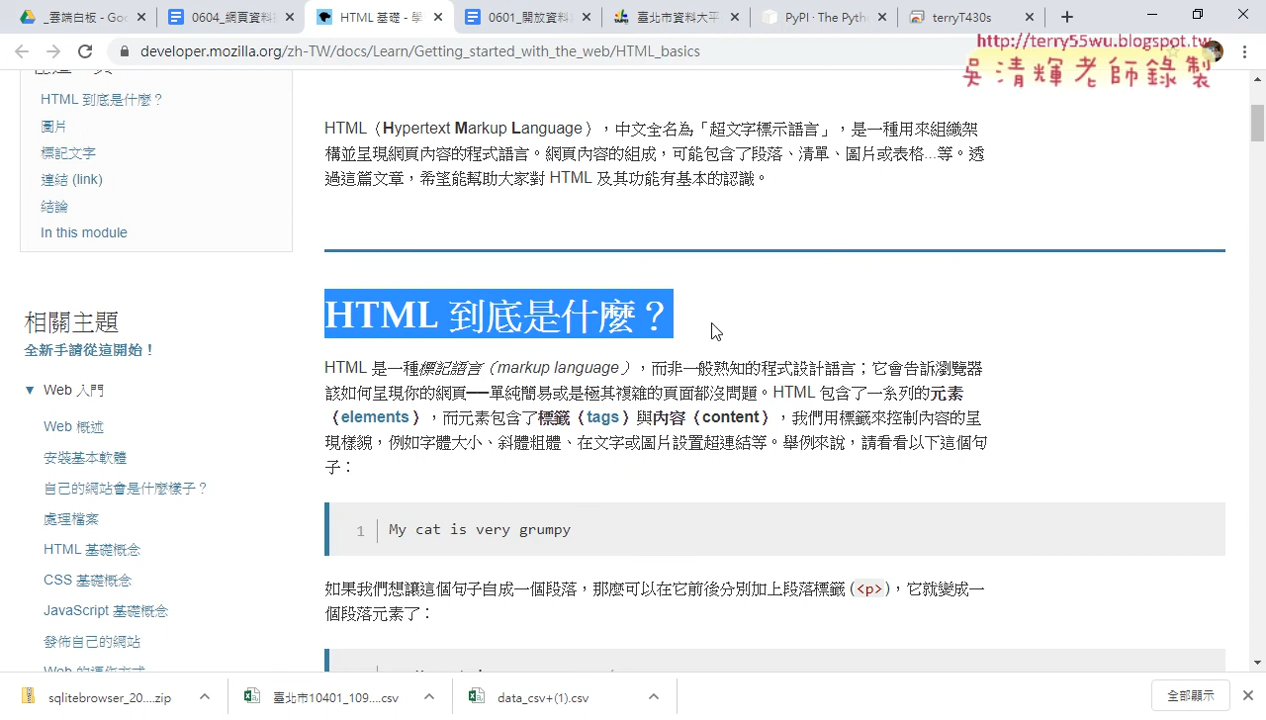 _雲端白板 - Goo
0604_網頁資料
HTML 基礎 - 學
0601_開放資料
臺北市資料大平
PyPI · The Pyth
terryT430s
developer.mozilla.org/zh-TW/docs/Learn/Getting_started_with_the_web/HTML_basics
http://terry55wu.blogspot.tw
吳清輝老師錄製
HTML 到底是什麼？
圖片
標記文字
連結 (link)
結論
In this module
相關主題
全新手請從這開始！
Web 入門
Web 概述
安裝基本軟體
自己的網站會是什麼樣子？
處理檔案
HTML 基礎概念
CSS 基礎概念
JavaScript 基礎概念
發佈自己的網站
Web 的運作方式
HTML（Hypertext Markup Language），中文全名為「超文字標示語言」，是一種用來組織架
構並呈現網頁內容的程式語言。網頁內容的組成，可能包含了段落、清單、圖片或表格…等。透
過這篇文章，希望能幫助大家對 HTML 及其功能有基本的認識。
HTML 到底是什麼？
HTML 是一種標記語言（markup language），而非一般熟知的程式設計語言；它會告訴瀏覽器
該如何呈現你的網頁──單純簡易或是極其複雜的頁面都沒問題。HTML 包含了一系列的元素
（elements），而元素包含了標籤（tags）與內容（content），我們用標籤來控制內容的呈
現樣貌，例如字體大小、斜體粗體、在文字或圖片設置超連結等。舉例來說，請看看以下這個句
子：
1 My cat is very grumpy
如果我們想讓這個句子自成一個段落，那麼可以在它前後分別加上段落標籤 (<p>)，它就變成一
個段落元素了：
sqlitebrowser_20....zip
臺北市10401_109....csv
data_csv+(1).csv
全部顯示